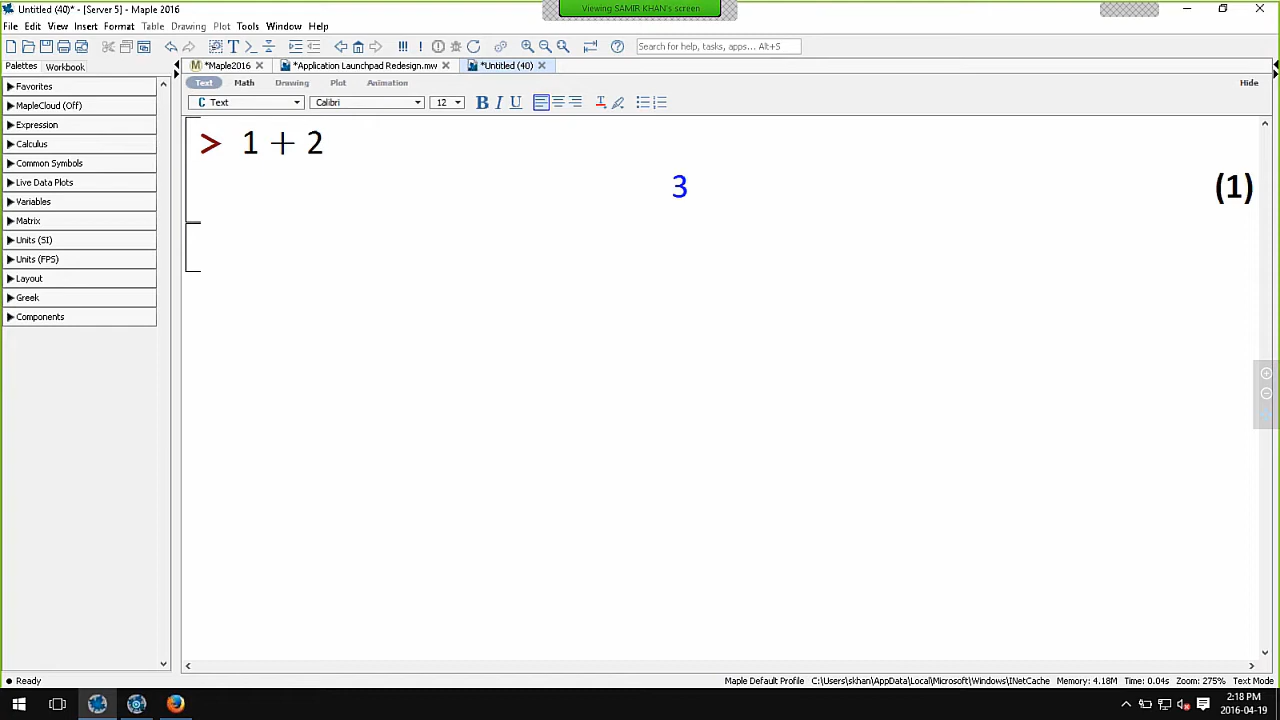 Viewing SAMIR KHAN's screen
Untitled (40)* - [Server 5] - Maple 2016
File Edit View Insert Format Table Drawing Plot Tools Window Help
Search for help, tasks, apps... Alt+S
Palettes Workbook
*Maple2016 *Application Launchpad Redesign.mw *Untitled (40)
Text Math Drawing Plot Animation Hide
C Text Calibri 12 B I U
Favorites
MapleCloud (Off)
Expression
Calculus
Common Symbols
Live Data Plots
Variables
Matrix
Units (SI)
Units (FPS)
Layout
Greek
Components
> 1 + 2
3 (1)
Ready Maple Default Profile C:\Users\skhan\AppData\Local\Microsoft\Windows\INetCache Memory: 4.18M Time: 0.04s Zoom: 275% Text Mode
2:18 PM
2016-04-19